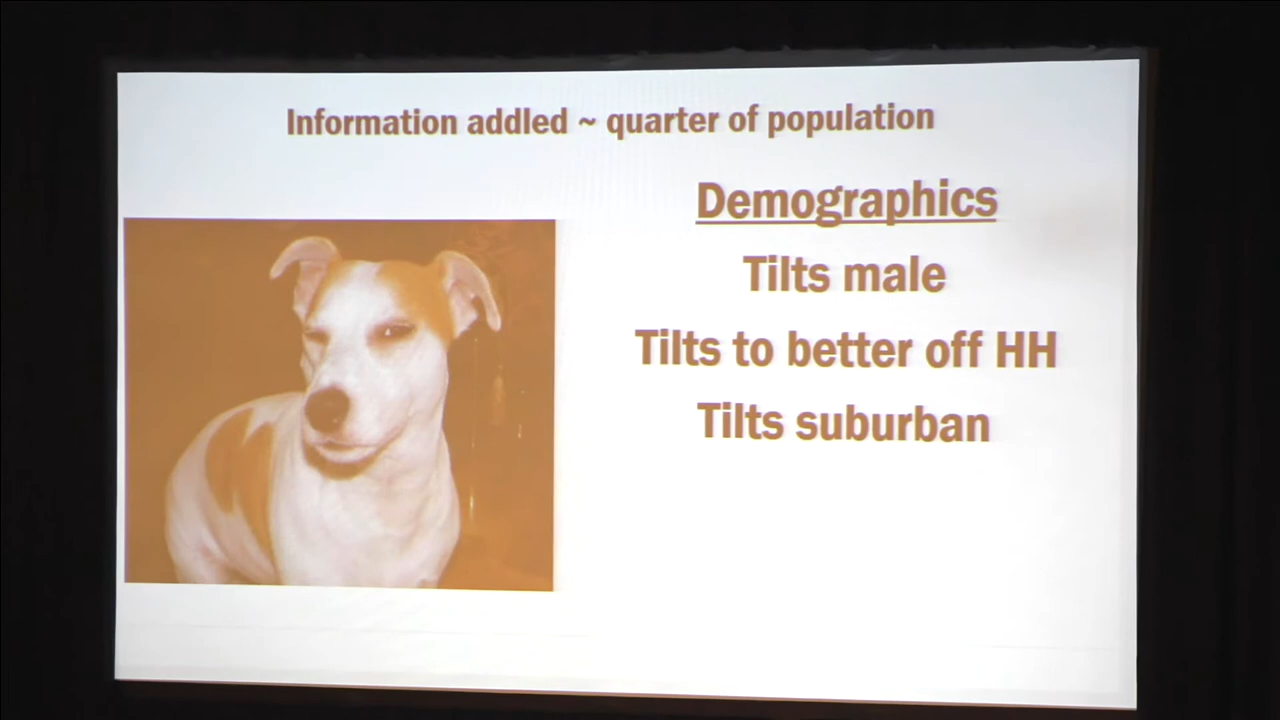 Information addled ~ quarter of population
Demographics
Tilts male
Tilts to better off HH
Tilts suburban